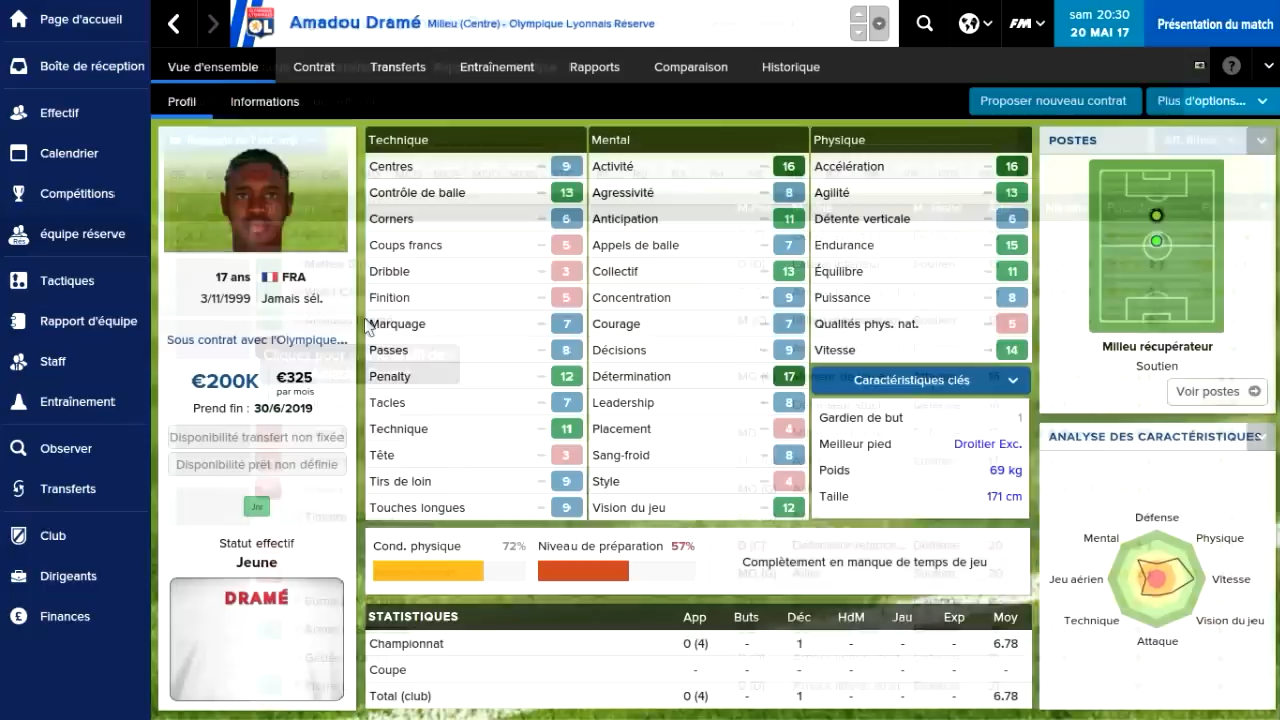 Page d'accueil
Boîte de réception
Effectif
Calendrier
Compétitions
équipe réserve
Tactiques
Rapport d'équipe
Staff
Entraînement
Observer
Transferts
Club
Dirigeants
Finances
Amadou Dramé Milieu (Centre) - Olympique Lyonnais Réserve
FM
sam 20:30
20 MAI 17
Présentation du match
Vue d'ensemble Contrat Transferts Entraînement Rapports Comparaison Historique
Profil Informations
Proposer nouveau contrat
Plus d'options...
17 ans FRA
3/11/1999 Jamais sél.
Sous contrat avec l'Olympique...
€200K €325
par mois
Prend fin : 30/6/2019
Disponibilité transfert non fixée
Disponibilité prêt non définie
Jnr
Statut effectif
Jeune
DRAMÉ
Technique
Centres 9
Contrôle de balle 13
Corners 6
Coups francs 5
Dribble 3
Finition 5
Marquage 7
Passes 8
Penalty 12
Tacles 7
Technique 11
Tête 3
Tirs de loin 9
Touches longues 9
Mental
Activité 16
Agressivité 8
Anticipation 11
Appels de balle 7
Collectif 13
Concentration 9
Courage 7
Décisions 9
Détermination 17
Leadership 8
Placement 4
Sang-froid 8
Style 4
Vision du jeu 12
Physique
Accélération 16
Agilité 13
Détente verticale 6
Endurance 15
Équilibre 11
Puissance 8
Qualités phys. nat. 5
Vitesse 14
Caractéristiques clés
Gardien de but 1
Meilleur pied Droitier Exc.
Poids 69 kg
Taille 171 cm
Cond. physique 72%
Niveau de préparation 57%
Complètement en manque de temps de jeu
STATISTIQUES App Buts Déc HdM Jau Exp Moy
Championnat 0 (4) - 1 - - - 6.78
Coupe - - - - - - -
Total (club) 0 (4) - 1 - - - 6.78
POSTES
Milieu récupérateur
Soutien
Voir postes
ANALYSE DES CARACTÉRISTIQUES
Défense
Mental Physique
Jeu aérien Vitesse
Technique Vision du jeu
Attaque